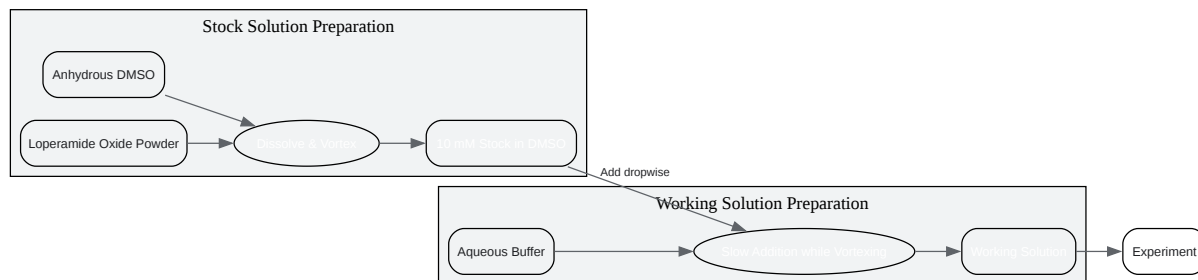 Stock Solution Preparation
Anhydrous DMSO
Loperamide Oxide Powder
Dissolve & Vortex
10 mM Stock in DMSO
Add dropwise
Working Solution Preparation
Aqueous Buffer
Slow Addition while Vortexing
Working Solution
Experiment